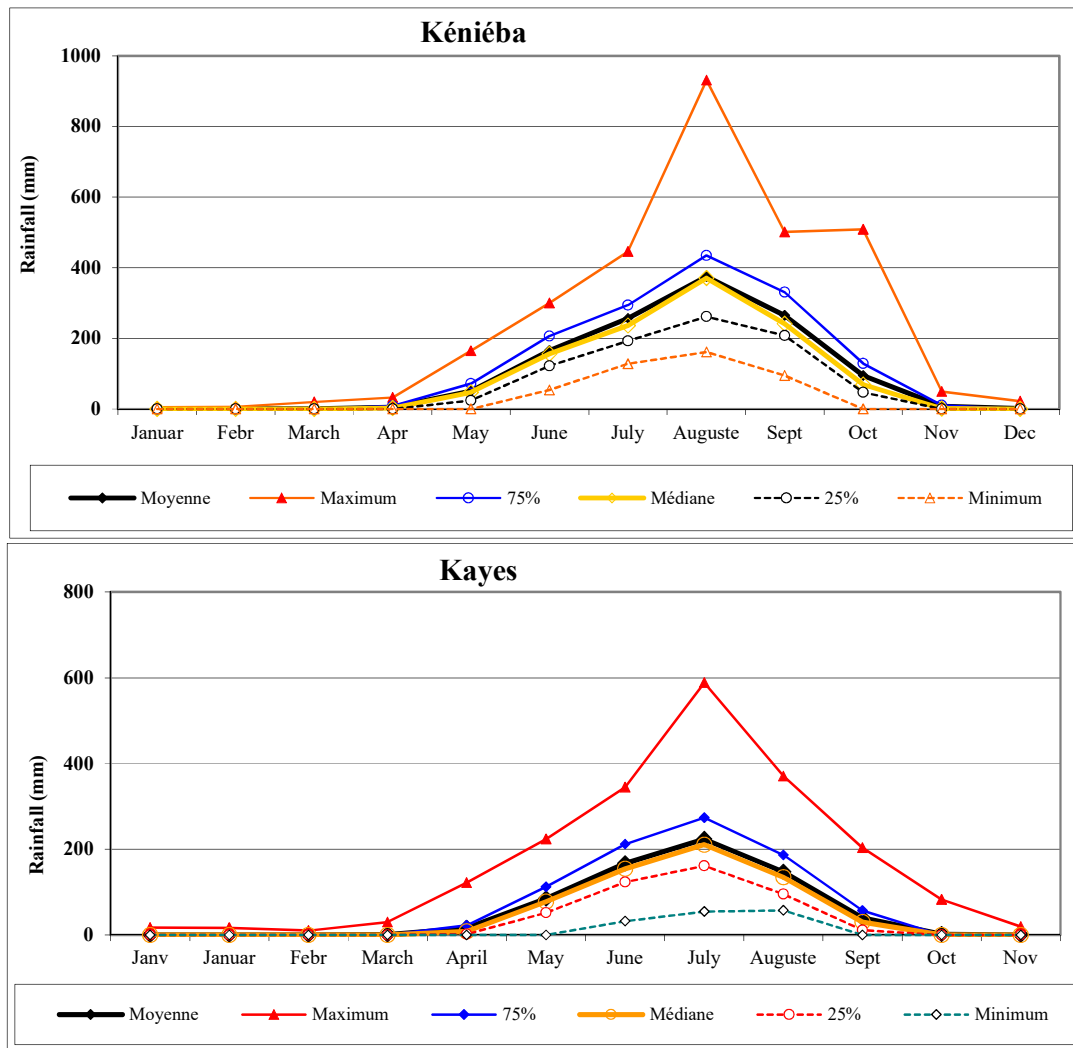 Kéniéba
1000
800
600
400
200
0
Rainfall (mm)
Januar Febr March Apr May June July Auguste Sept Oct Nov Dec
Moyenne Maximum 75% Médiane 25% Minimum
Kayes
800
600
400
200
0
Rainfall (mm)
Janv Januar Febr March April May June July Auguste Sept Oct Nov
Moyenne Maximum 75% Médiane 25% Minimum